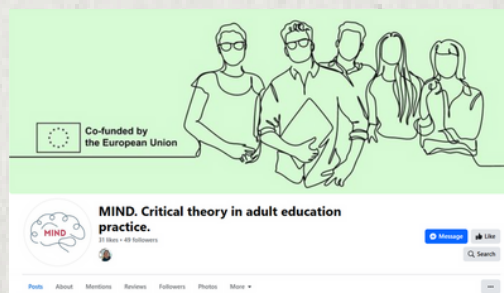 Co-funded by
the European Union
MIND
MIND. Critical theory in adult education
practice.
31 likes • 49 followers
Message
Like
Search
Posts About Mentions Reviews Followers Photos More